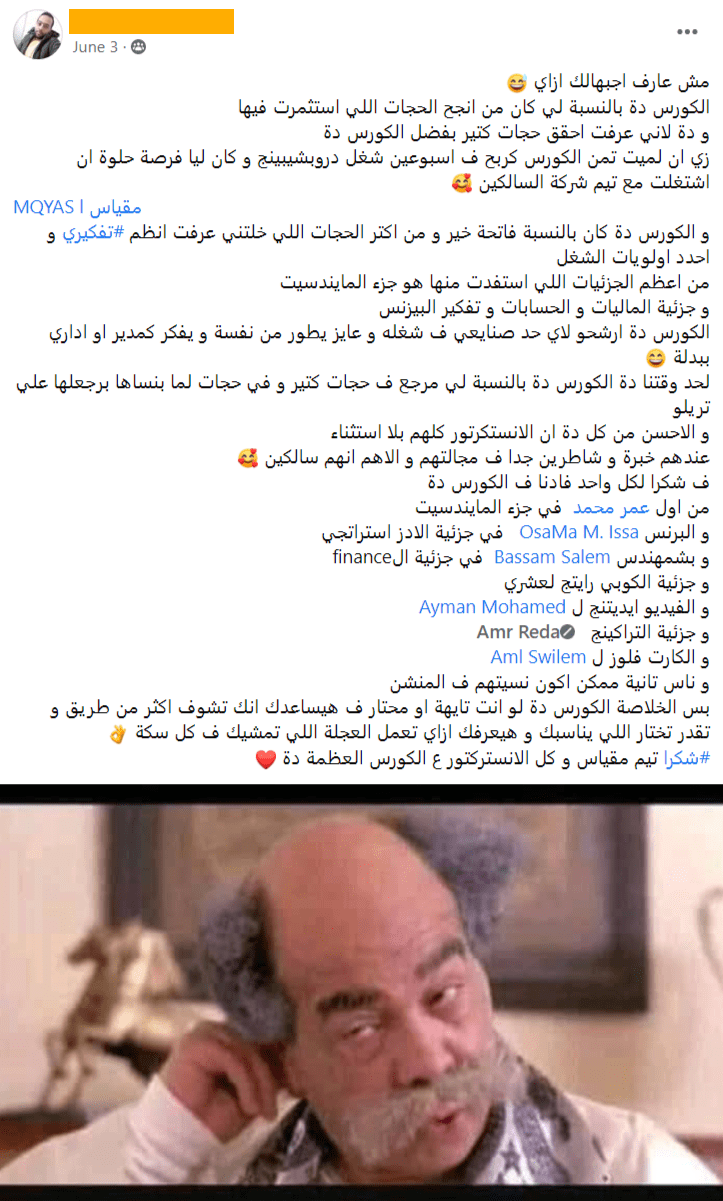 June 3 ·
مش عارف اجبهالك ازاي 😅
الكورس دة بالنسبة لي كان من انجح الحجات اللي استثمرت فيها
و دة لاني عرفت احقق حجات كتير بفضل الكورس دة
زي ان لميت تمن الكورس كربح ف اسبوعين شغل دروبشيبينج و كان ليا فرصة حلوة ان
اشتغلت مع تيم شركة السالكين 🥰
مقياس | MQYAS
و الكورس دة كان بالنسبة فاتحة خير و من اكتر الحجات اللي خلتني عرفت انظم #تفكيري و
احدد اولويات الشغل
من اعظم الجزئيات اللي استفدت منها هو جزء المايندسيت
و جزئية الماليات و الحسابات و تفكير البيزنس
الكورس دة ارشحو لاي حد صنايعي ف شغله و عايز يطور من نفسة و يفكر كمدير او اداري
ببدلة 😄
لحد وقتنا دة الكورس دة بالنسبة لي مرجع ف حجات كتير و في حجات لما بنساها برجعلها علي
تريلو
و الاحسن من كل دة ان الانستكرتور كلهم بلا استثناء
عندهم خبرة و شاطرين جدا ف مجالتهم و الاهم انهم سالكين 🥰
ف شكرا لكل واحد فادنا ف الكورس دة
من اول عمر محمد في جزء المايندسيت
و البرنس OsaMa M. Issa في جزئية الادز استراتجي
و بشمهندس Bassam Salem في جزئية الfinance
و جزئية الكوبي رايتج لعشري
و الفيديو ايديتنج ل Ayman Mohamed
و جزئية التراكينج Amr Reda
و الكارت فلوز ل Aml Swilem
و ناس تانية ممكن اكون نسيتهم ف المنشن
بس الخلاصة الكورس دة لو انت تايهة او محتار ف هيساعدك انك تشوف اكثر من طريق و
تقدر تختار اللي يناسبك و هيعرفك ازاي تعمل العجلة اللي تمشيك ف كل سكة 👌
#شكرا تيم مقياس و كل الانستركتور ع الكورس العظمة دة ♥